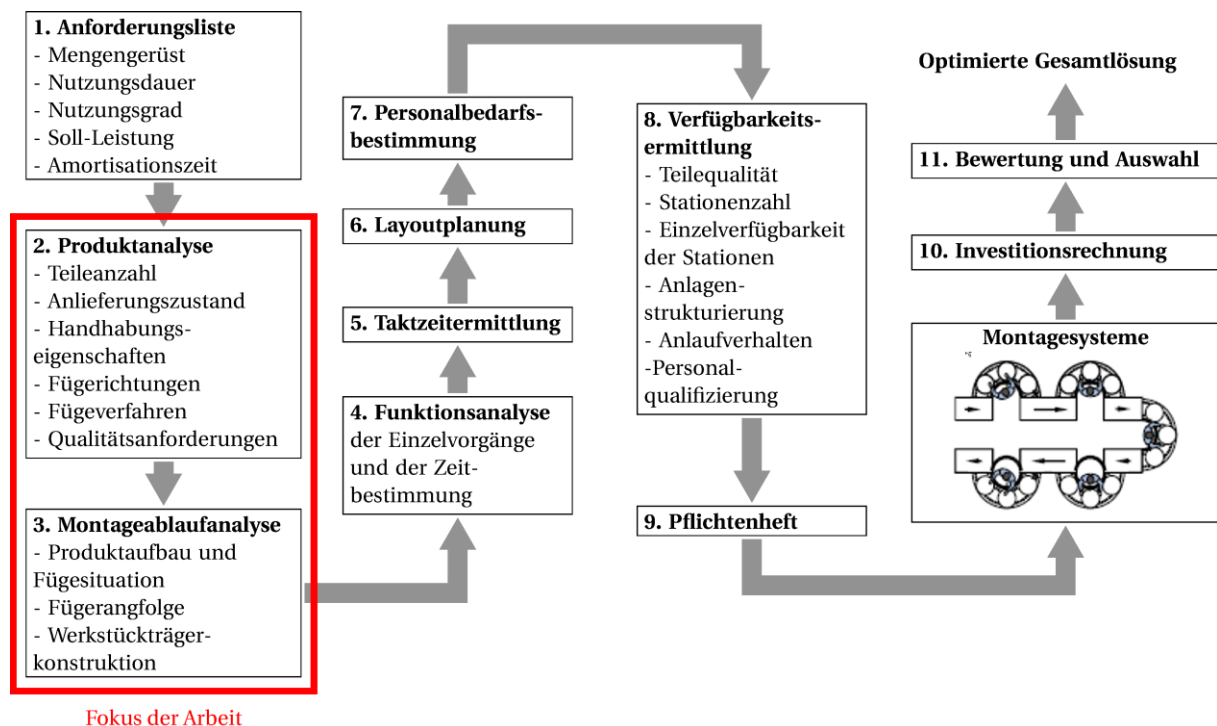 1. Anforderungsliste
- Mengengerüst
- Nutzungsdauer
- Nutzungsgrad
- Soll-Leistung
- Amortisationszeit
2. Produktanalyse
- Teileanzahl
- Anlieferungszustand
- Handhabungs-
eigenschaften
- Fügerichtungen
- Fügeverfahren
- Qualitätsanforderungen
3. Montageablaufanalyse
- Produktaufbau und
Fügesituation
- Fügerangfolge
- Werkstückträger-
konstruktion
Fokus der Arbeit
4. Funktionsanalyse
der Einzelvorgänge
und der Zeit-
bestimmung
5. Taktzeitermittlung
6. Layoutplanung
7. Personalbedarfs-
bestimmung
8. Verfügbarkeits-
ermittlung
- Teilequalität
- Stationenzahl
- Einzelverfügbarkeit
der Stationen
- Anlagen-
strukturierung
- Anlaufverhalten
-Personal-
qualifizierung
9. Pflichtenheft
Montagesysteme
10. Investitionsrechnung
11. Bewertung und Auswahl
Optimierte Gesamtlösung